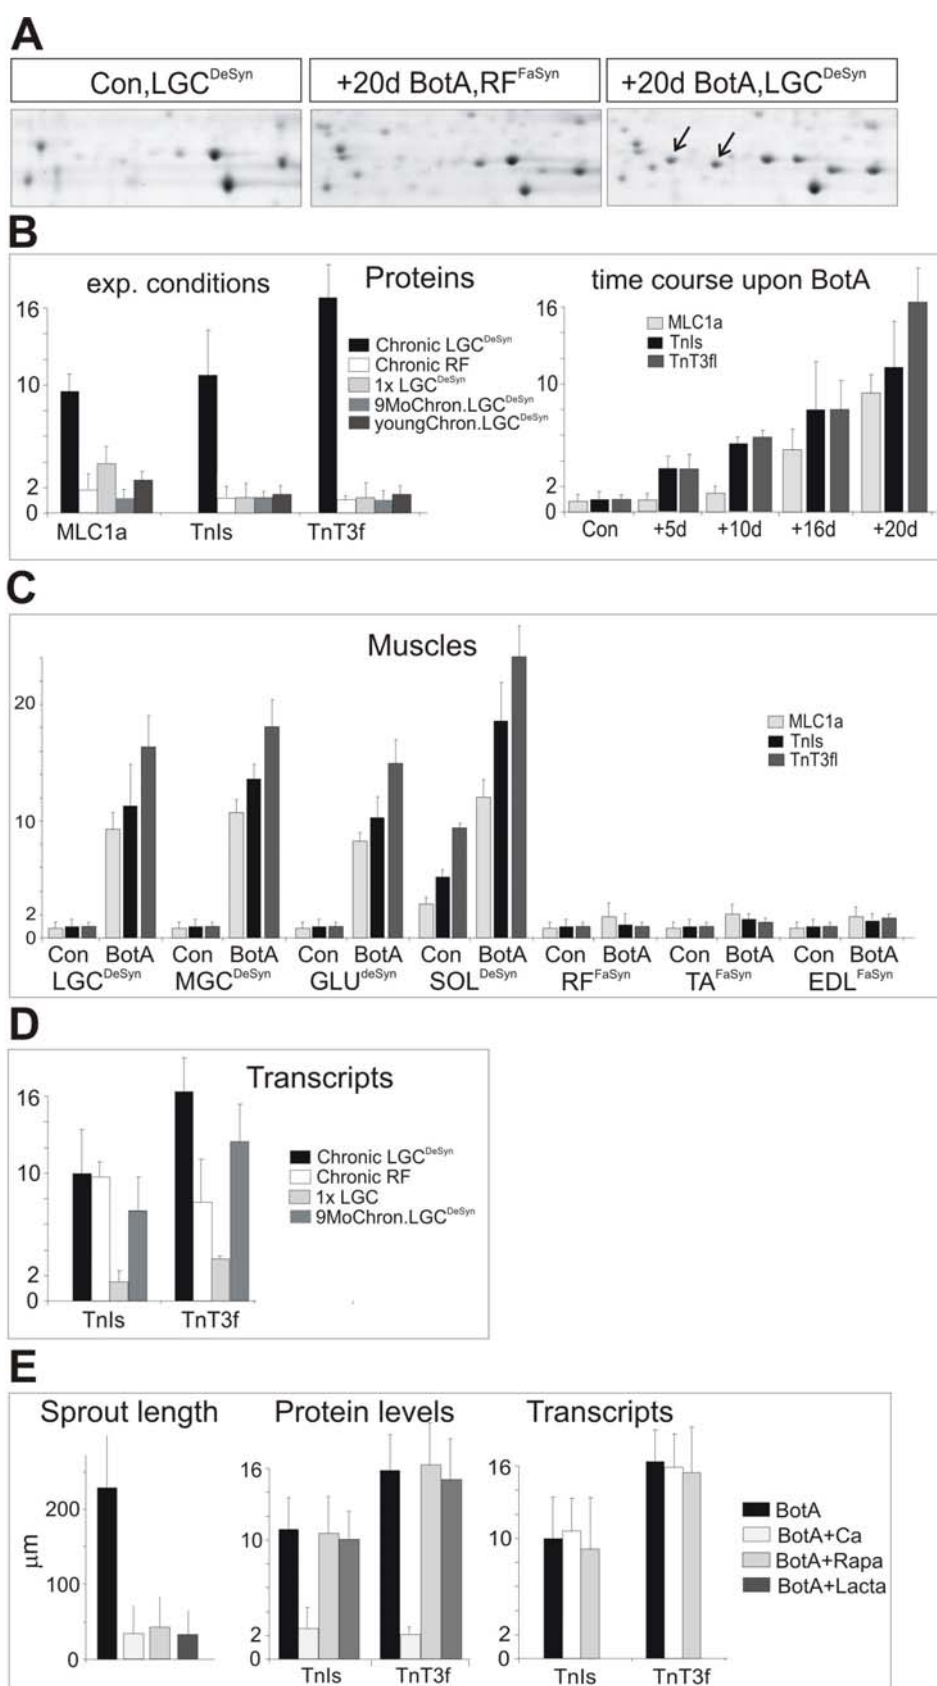 A
Con,LGC^DeSyn +20d BotA,RF^FaSyn +20d BotA,LGC^DeSyn
B
exp. conditions Proteins time course upon BotA
16
10
2
0
MLC1a TnIs TnT3f
Chronic LGC^DeSyn
Chronic RF
1x LGC^DeSyn
9MoChron.LGC^DeSyn
youngChron.LGC^DeSyn
16
10
2
0
MLC1a
TnIs
TnT3fl
Con +5d +10d +16d +20d
C
Muscles
20
10
2
0
MLC1a
TnIs
TnT3fl
Con BotA Con BotA Con BotA Con BotA Con BotA Con BotA Con BotA
LGC^DeSyn MGC^DeSyn GLU^deSyn SOL^DeSyn RF^FaSyn TA^FaSyn EDL^FaSyn
D
Transcripts
16
10
2
0
TnIs TnT3f
Chronic LGC^DeSyn
Chronic RF
1x LGC
9MoChron.LGC^DeSyn
E
Sprout length Protein levels Transcripts
µm
200
100
0
16
10
2
0
TnIs TnT3f
16
10
2
0
TnIs TnT3f
BotA
BotA+Ca
BotA+Rapa
BotA+Lacta